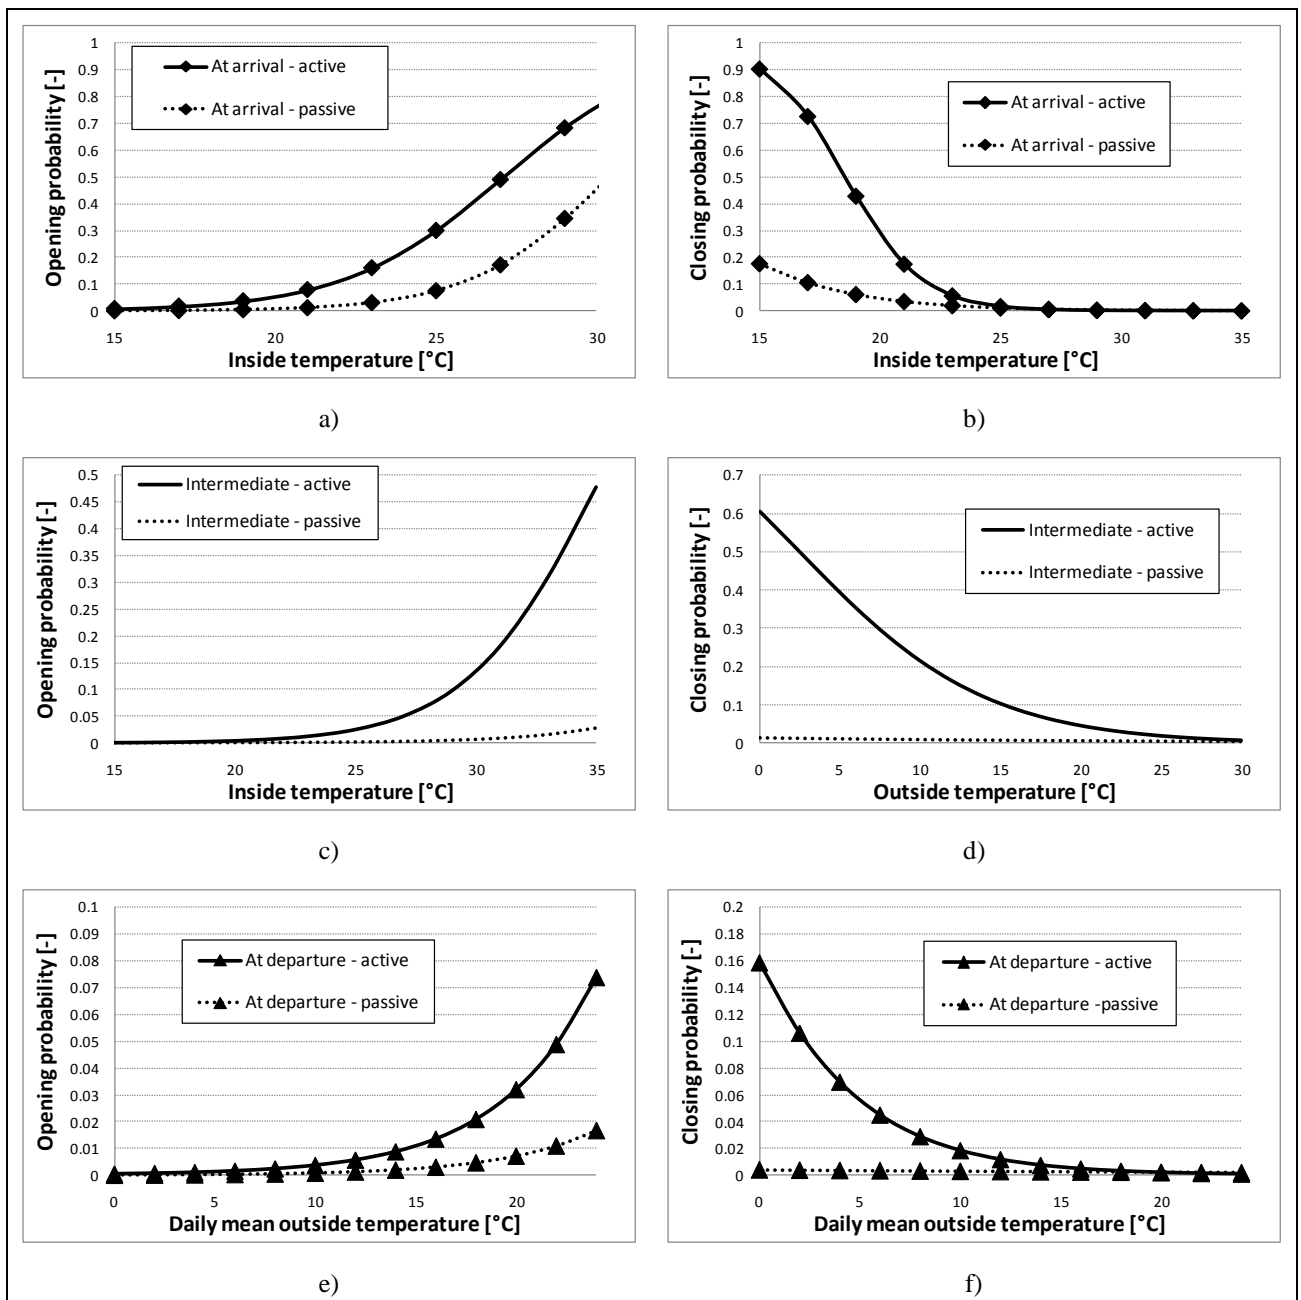 Opening probability [-]
1
0.9
0.8
0.7
0.6
0.5
0.4
0.3
0.2
0.1
0
At arrival - active
At arrival - passive
15 20 25 30
Inside temperature [°C]
a)
Closing probability [-]
1
0.9
0.8
0.7
0.6
0.5
0.4
0.3
0.2
0.1
0
At arrival - active
At arrival - passive
15 20 25 30 35
Inside temperature [°C]
b)
Opening probability [-]
0.5
0.45
0.4
0.35
0.3
0.25
0.2
0.15
0.1
0.05
0
Intermediate - active
Intermediate - passive
15 20 25 30 35
Inside temperature [°C]
c)
Closing probability [-]
0.7
0.6
0.5
0.4
0.3
0.2
0.1
0
Intermediate - active
Intermediate - passive
0 5 10 15 20 25 30
Outside temperature [°C]
d)
Opening probability [-]
0.1
0.09
0.08
0.07
0.06
0.05
0.04
0.03
0.02
0.01
0
At departure - active
At departure - passive
0 5 10 15 20
Daily mean outside temperature [°C]
e)
Closing probability [-]
0.2
0.18
0.16
0.14
0.12
0.1
0.08
0.06
0.04
0.02
0
At departure - active
At departure -passive
0 5 10 15 20
Daily mean outside temperature [°C]
f)